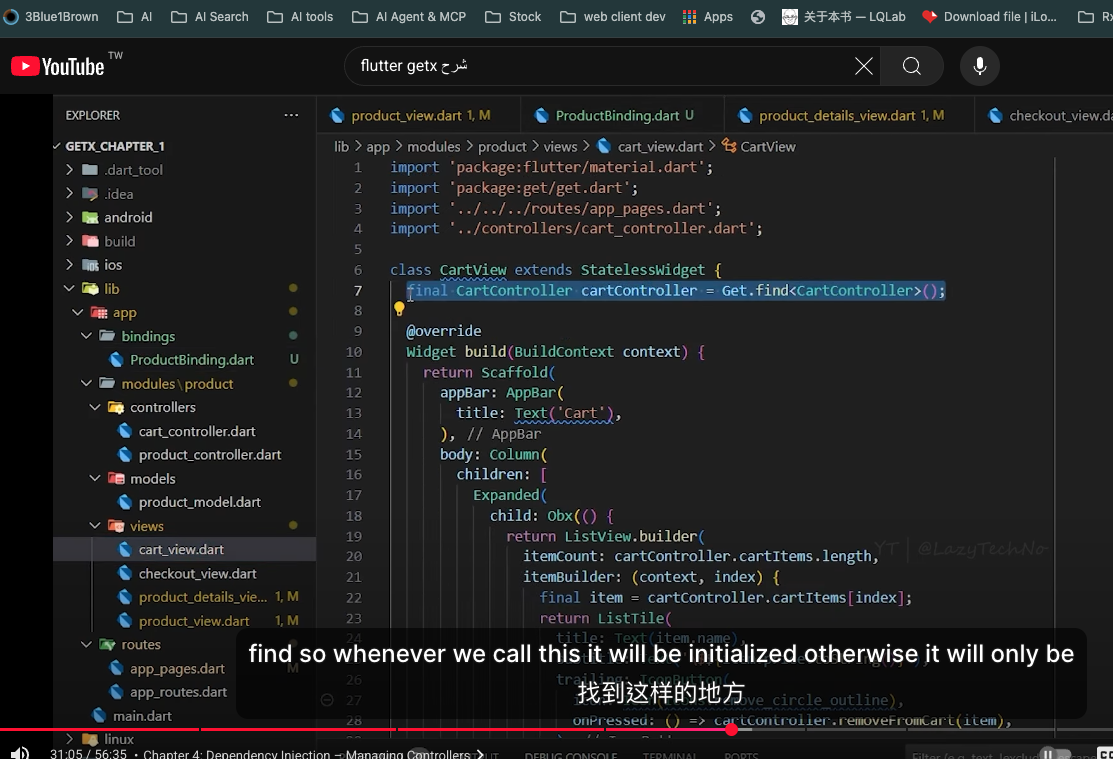 3Blue1Brown AI AI Search AI tools AI Agent & MCP Stock web client dev Apps 关于本书 — LQLab Download file | iLo...
YouTube TW
flutter getx شرح
EXPLORER
product_view.dart 1, M ProductBinding.dart U product_details_view.dart 1, M checkout_view.da
GETX_CHAPTER_1
.dart_tool
.idea
android
build
ios
lib
app
bindings
ProductBinding.dart U
modules\product
controllers
cart_controller.dart
product_controller.dart
models
product_model.dart
views
cart_view.dart
checkout_view.dart
product_details_vie... 1, M
product_view.dart 1, M
routes
app_pages.dart M
app_routes.dart
main.dart
linux
lib > app > modules > product > views > cart_view.dart > CartView
1 import 'package:flutter/material.dart';
2 import 'package:get/get.dart';
3 import '../../../routes/app_pages.dart';
4 import '../controllers/cart_controller.dart';
5
6 class CartView extends StatelessWidget {
7 final CartController cartController = Get.find<CartController>();
8
9 @override
10 Widget build(BuildContext context) {
11 return Scaffold(
12 appBar: AppBar(
13 title: Text('Cart'),
14 ), // AppBar
15 body: Column(
16 children: [
17 Expanded(
18 child: Obx(() {
19 return ListView.builder(
20 itemCount: cartController.cartItems.length,
21 itemBuilder: (context, index) {
22 final item = cartController.cartItems[index];
23 return ListTile(
24 title: Text(item.name),
26 trailing: IconButton(
28 onPressed: () => cartController.removeFromCart(item),
YT | @LazyTechNo
find so whenever we call this it will be initialized otherwise it will only be
找到这样的地方
31:05 / 56:35 • Chapter 4: Dependency Injection – Managing Controllers >
DEBUG CONSOLE TERMINAL PORTS